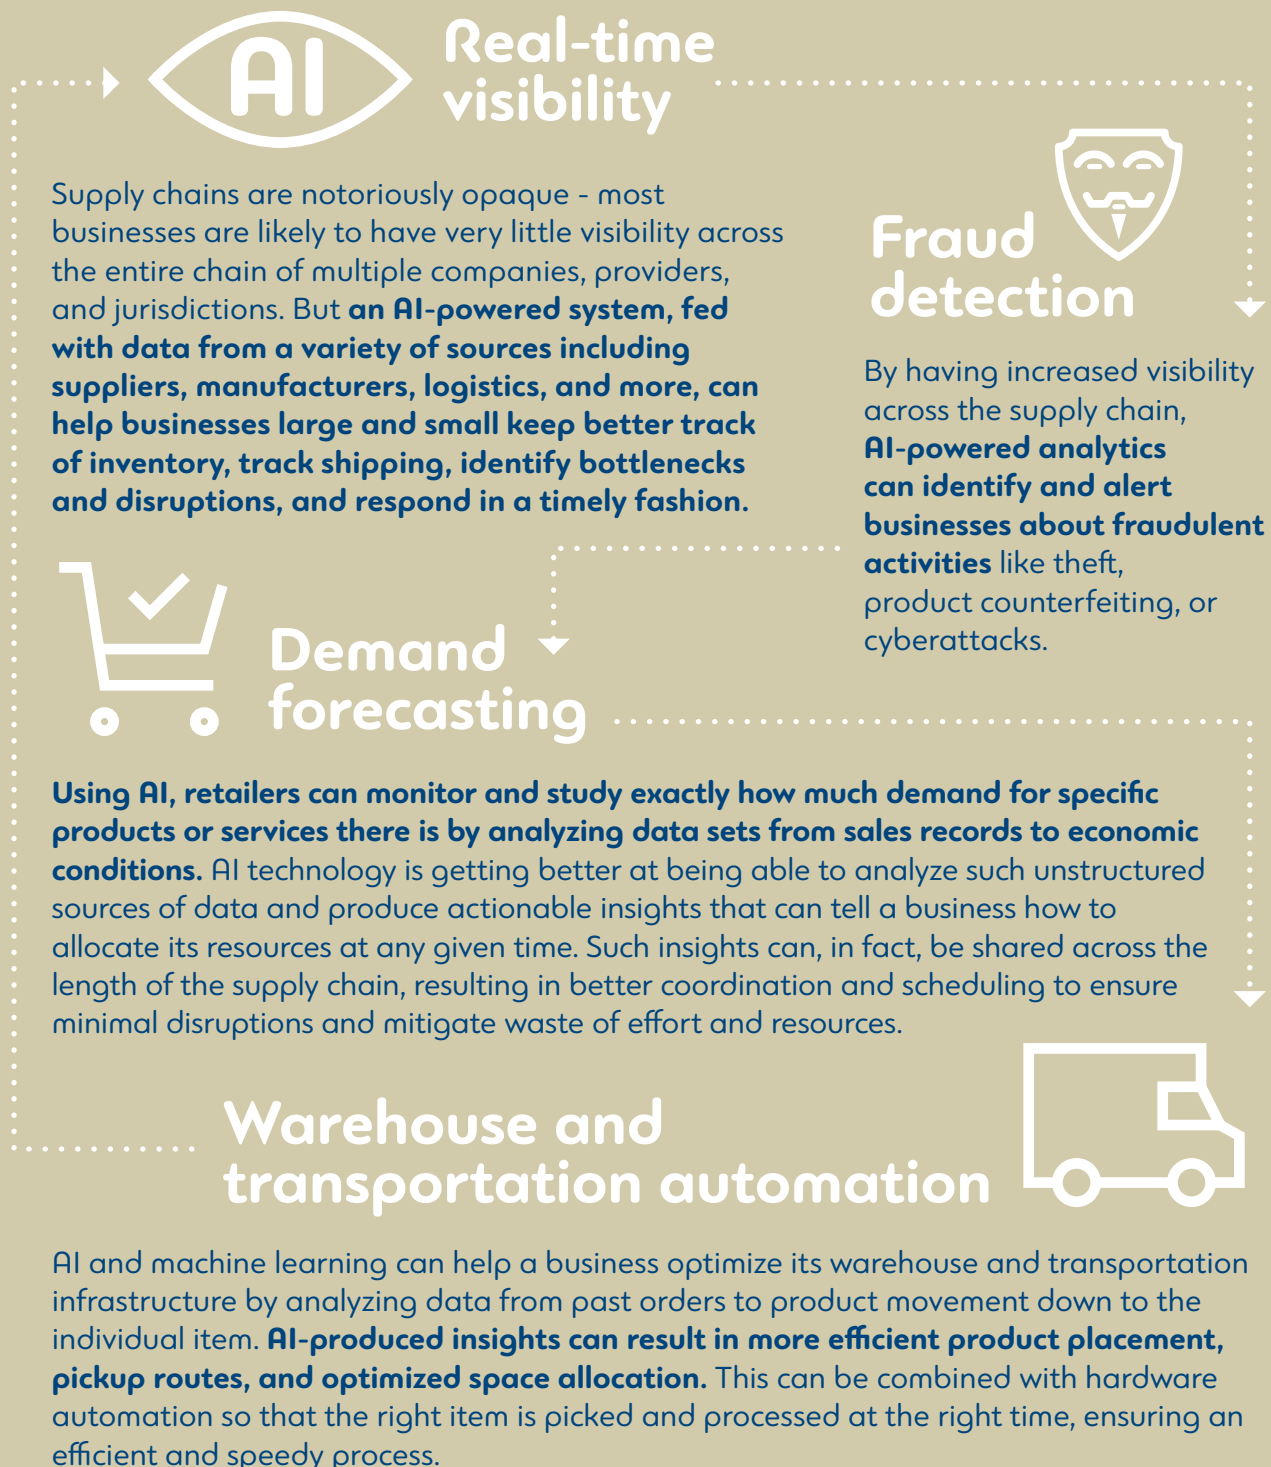 AI
Real-time
visibility
Supply chains are notoriously opaque - most
businesses are likely to have very little visibility across
the entire chain of multiple companies, providers,
and jurisdictions. But an AI-powered system, fed
with data from a variety of sources including
suppliers, manufacturers, logistics, and more, can
help businesses large and small keep better track
of inventory, track shipping, identify bottlenecks
and disruptions, and respond in a timely fashion.
Fraud
detection
By having increased visibility
across the supply chain,
AI-powered analytics
can identify and alert
businesses about fraudulent
activities like theft,
product counterfeiting, or
cyberattacks.
Demand
forecasting
Using AI, retailers can monitor and study exactly how much demand for specific
products or services there is by analyzing data sets from sales records to economic
conditions. AI technology is getting better at being able to analyze such unstructured
sources of data and produce actionable insights that can tell a business how to
allocate its resources at any given time. Such insights can, in fact, be shared across the
length of the supply chain, resulting in better coordination and scheduling to ensure
minimal disruptions and mitigate waste of effort and resources.
Warehouse and
transportation automation
AI and machine learning can help a business optimize its warehouse and transportation
infrastructure by analyzing data from past orders to product movement down to the
individual item. AI-produced insights can result in more efficient product placement,
pickup routes, and optimized space allocation. This can be combined with hardware
automation so that the right item is picked and processed at the right time, ensuring an
efficient and speedy process.